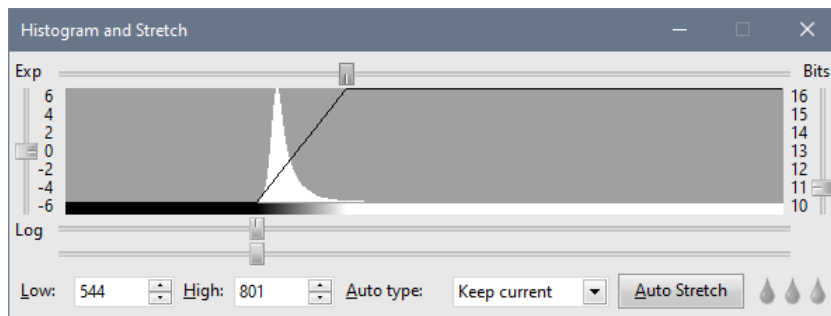 Histogram and Stretch
Exp
Bits
6
4
2
0
-2
-4
-6
16
15
14
13
12
11
10
Log
Low: 544 High: 801 Auto type: Keep current Auto Stretch